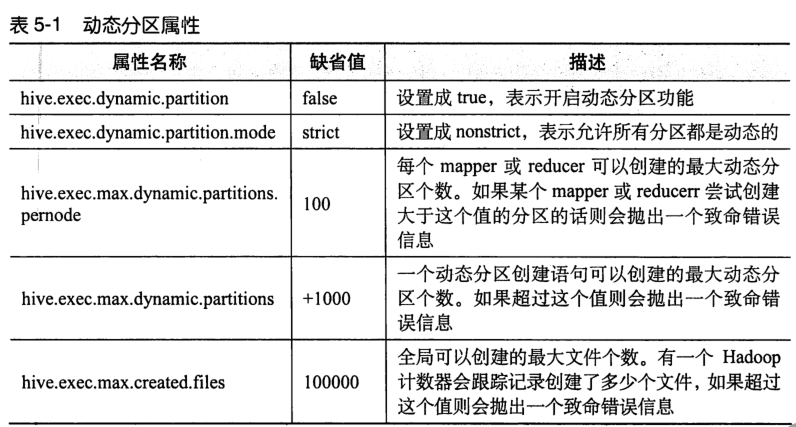 表 5-1 动态分区属性
属性名称 缺省值 描述
hive.exec.dynamic.partition false 设置成 true，表示开启动态分区功能
hive.exec.dynamic.partition.mode strict 设置成 nonstrict，表示允许所有分区都是动态的
每个 mapper 或 reducer 可以创建的最大动态分
hive.exec.max.dynamic.partitions. 区个数。如果某个 mapper 或 reducerr 尝试创建
pernode 100 大于这个值的分区的话则会抛出一个致命错误
信息
一个动态分区创建语句可以创建的最大动态分
hive.exec.max.dynamic.partitions +1000 区个数。如果超过这个值则会抛出一个致命错
误信息
全局可以创建的最大文件个数。有一个 Hadoop
hive.exec.max.created.files 100000 计数器会跟踪记录创建了多少个文件，如果超过
这个值则会抛出一个致命错误信息